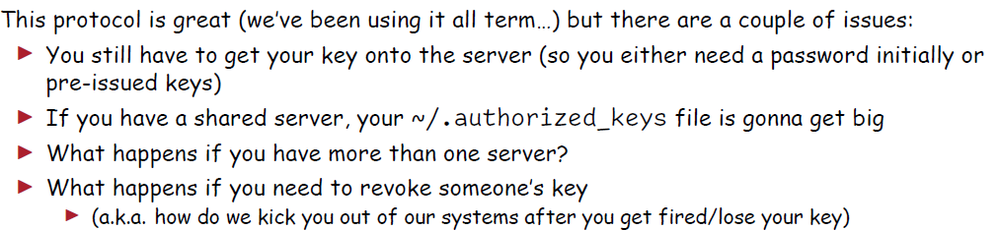 This protocol is great (we've been using it all term…) but there are a couple of issues:
► You still have to get your key onto the server (so you either need a password initially or
pre-issued keys)
► If you have a shared server, your ~/.authorized_keys file is gonna get big
► What happens if you have more than one server?
► What happens if you need to revoke someone's key
► (a.k.a. how do we kick you out of our systems after you get fired/lose your key)